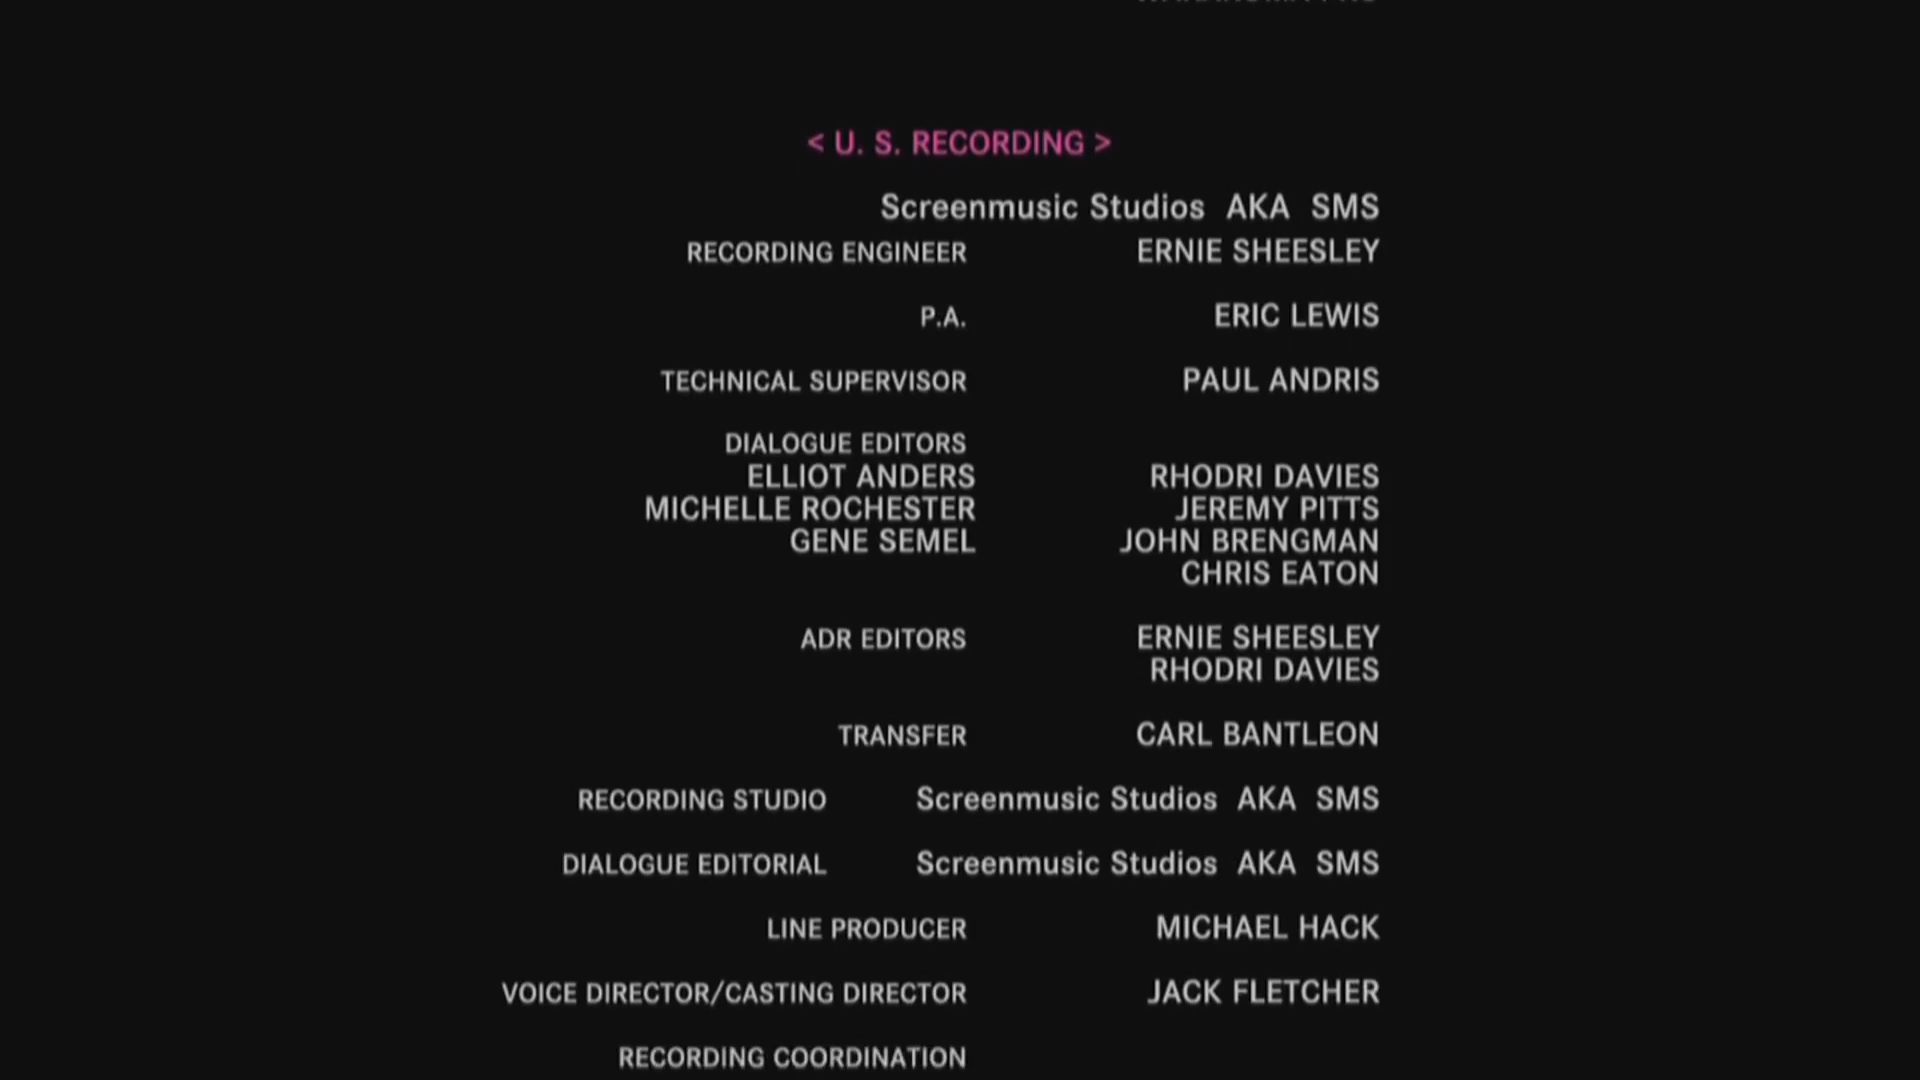 < U. S. RECORDING >
Screenmusic Studios AKA SMS
RECORDING ENGINEER ERNIE SHEESLEY
P.A. ERIC LEWIS
TECHNICAL SUPERVISOR PAUL ANDRIS
DIALOGUE EDITORS
ELLIOT ANDERS RHODRI DAVIES
MICHELLE ROCHESTER JEREMY PITTS
GENE SEMEL JOHN BRENGMAN
CHRIS EATON
ADR EDITORS ERNIE SHEESLEY
RHODRI DAVIES
TRANSFER CARL BANTLEON
RECORDING STUDIO Screenmusic Studios AKA SMS
DIALOGUE EDITORIAL Screenmusic Studios AKA SMS
LINE PRODUCER MICHAEL HACK
VOICE DIRECTOR/CASTING DIRECTOR JACK FLETCHER
RECORDING COORDINATION